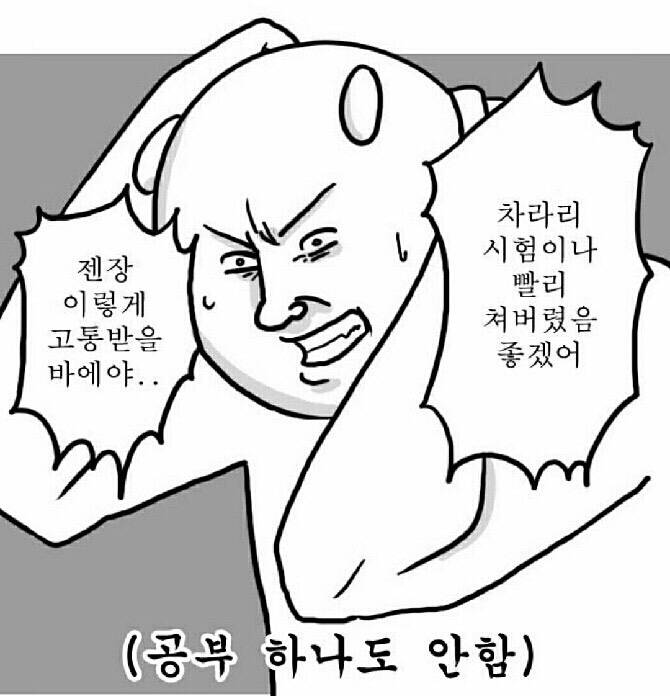 젠장
이렇게
고통받을
바에야..
차라리
시험이나
빨리
쳐버렸음
좋겠어
(공부 하나도 안함)